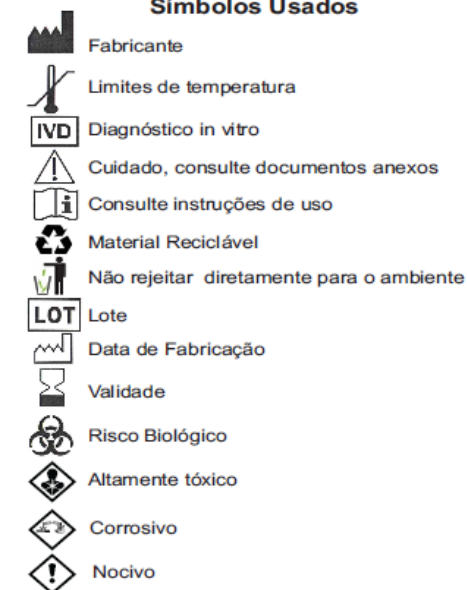 Símbolos Usados
Fabricante
Limites de temperatura
IVD Diagnóstico in vitro
Cuidado, consulte documentos anexos
i Consulte instruções de uso
Material Reciclável
Não rejeitar diretamente para o ambiente
LOT Lote
Data de Fabricação
Validade
Risco Biológico
Altamente tóxico
Corrosivo
Nocivo